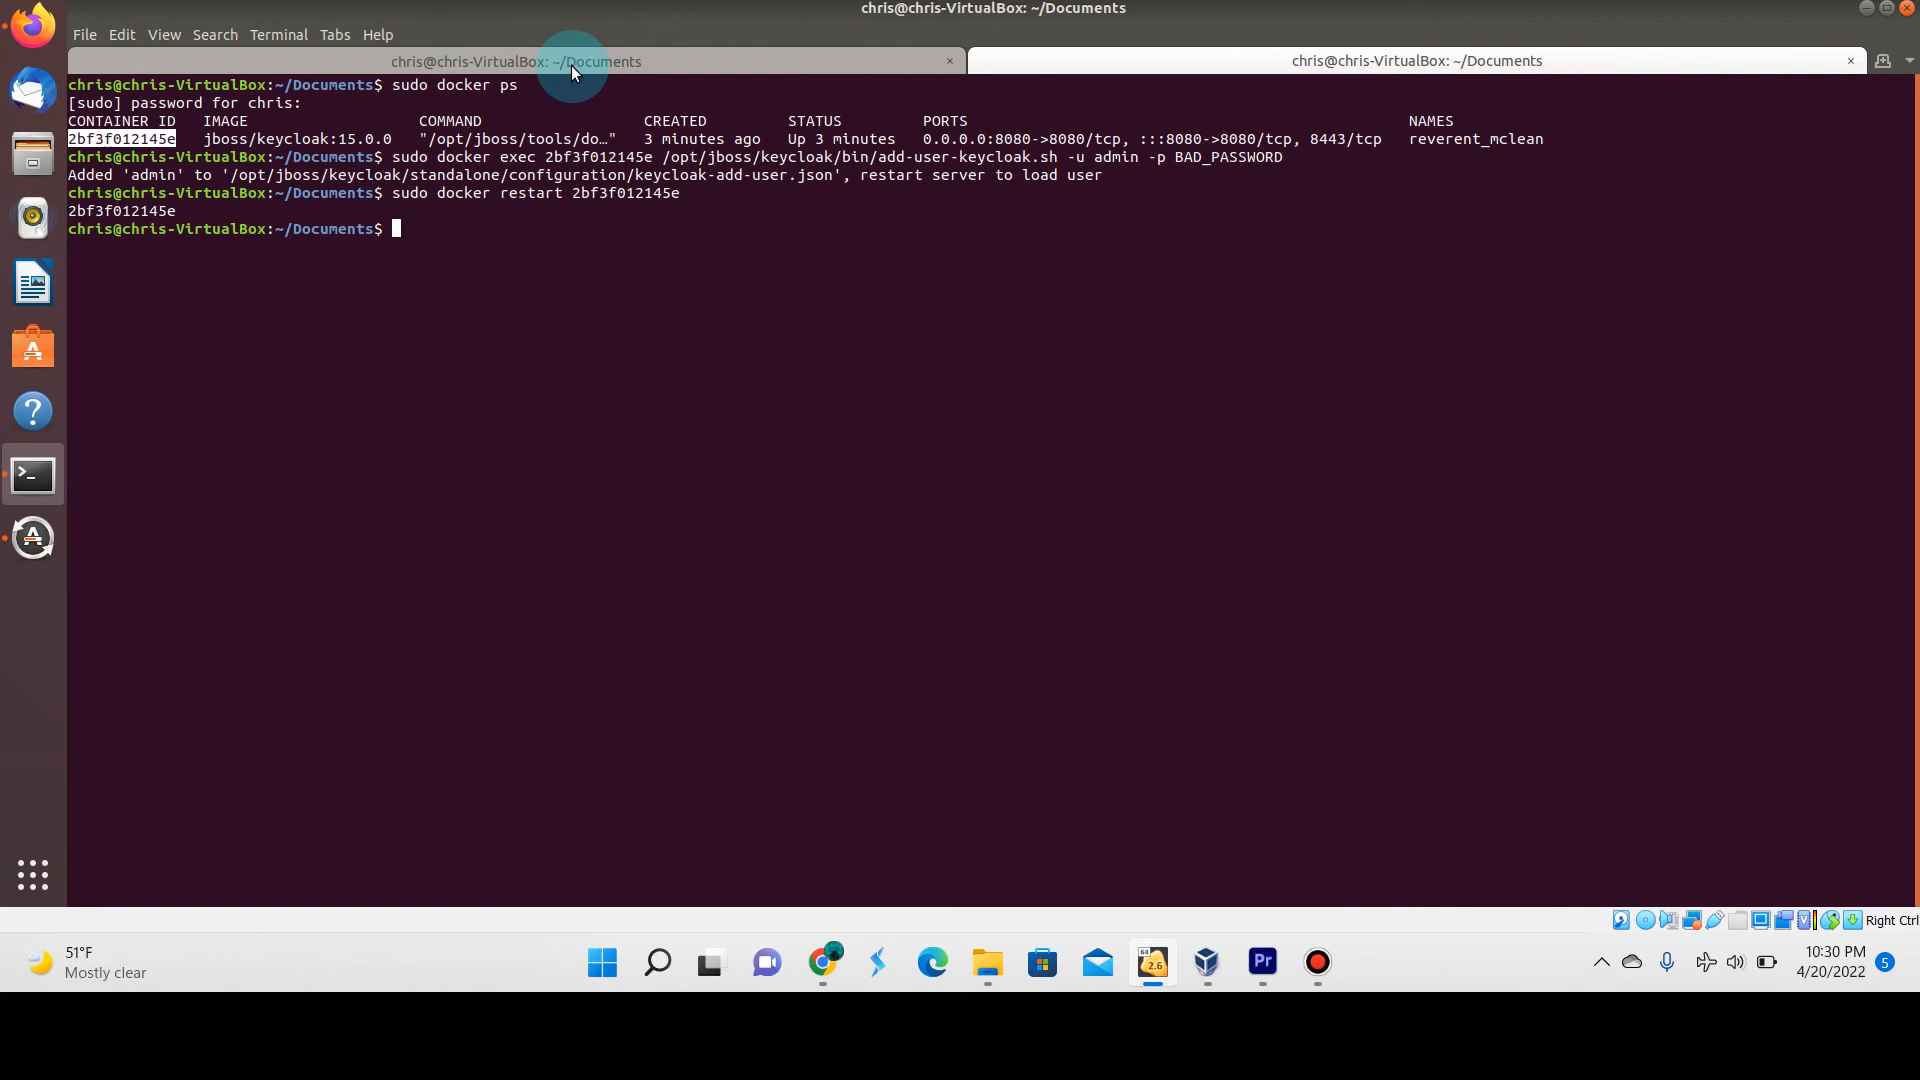 chris@chris-VirtualBox: ~/Documents
File Edit View Search Terminal Tabs Help
chris@chris-VirtualBox: ~/Documents × chris@chris-VirtualBox: ~/Documents ×
chris@chris-VirtualBox:~/Documents$ sudo docker ps
[sudo] password for chris:
CONTAINER ID IMAGE COMMAND CREATED STATUS PORTS NAMES
2bf3f012145e jboss/keycloak:15.0.0 "/opt/jboss/tools/do…" 3 minutes ago Up 3 minutes 0.0.0.0:8080->8080/tcp, :::8080->8080/tcp, 8443/tcp reverent_mclean
chris@chris-VirtualBox:~/Documents$ sudo docker exec 2bf3f012145e /opt/jboss/keycloak/bin/add-user-keycloak.sh -u admin -p BAD_PASSWORD
Added 'admin' to '/opt/jboss/keycloak/standalone/configuration/keycloak-add-user.json', restart server to load user
chris@chris-VirtualBox:~/Documents$ sudo docker restart 2bf3f012145e
2bf3f012145e
chris@chris-VirtualBox:~/Documents$
Right Ctrl
51°F
Mostly clear
64
2.6
Pr
10:30 PM
4/20/2022
5